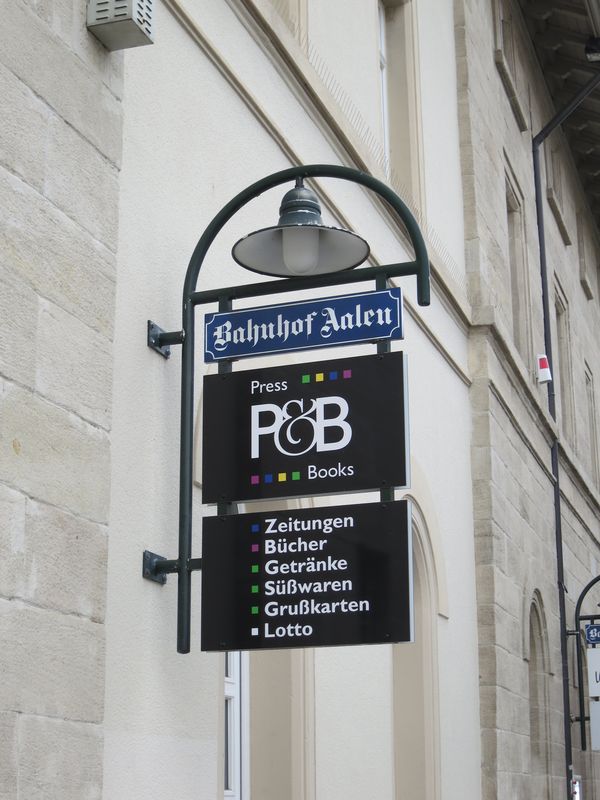 Bahnhof Aalen
Press
P&B
Books
Zeitungen
Bücher
Getränke
Süßwaren
Grußkarten
Lotto